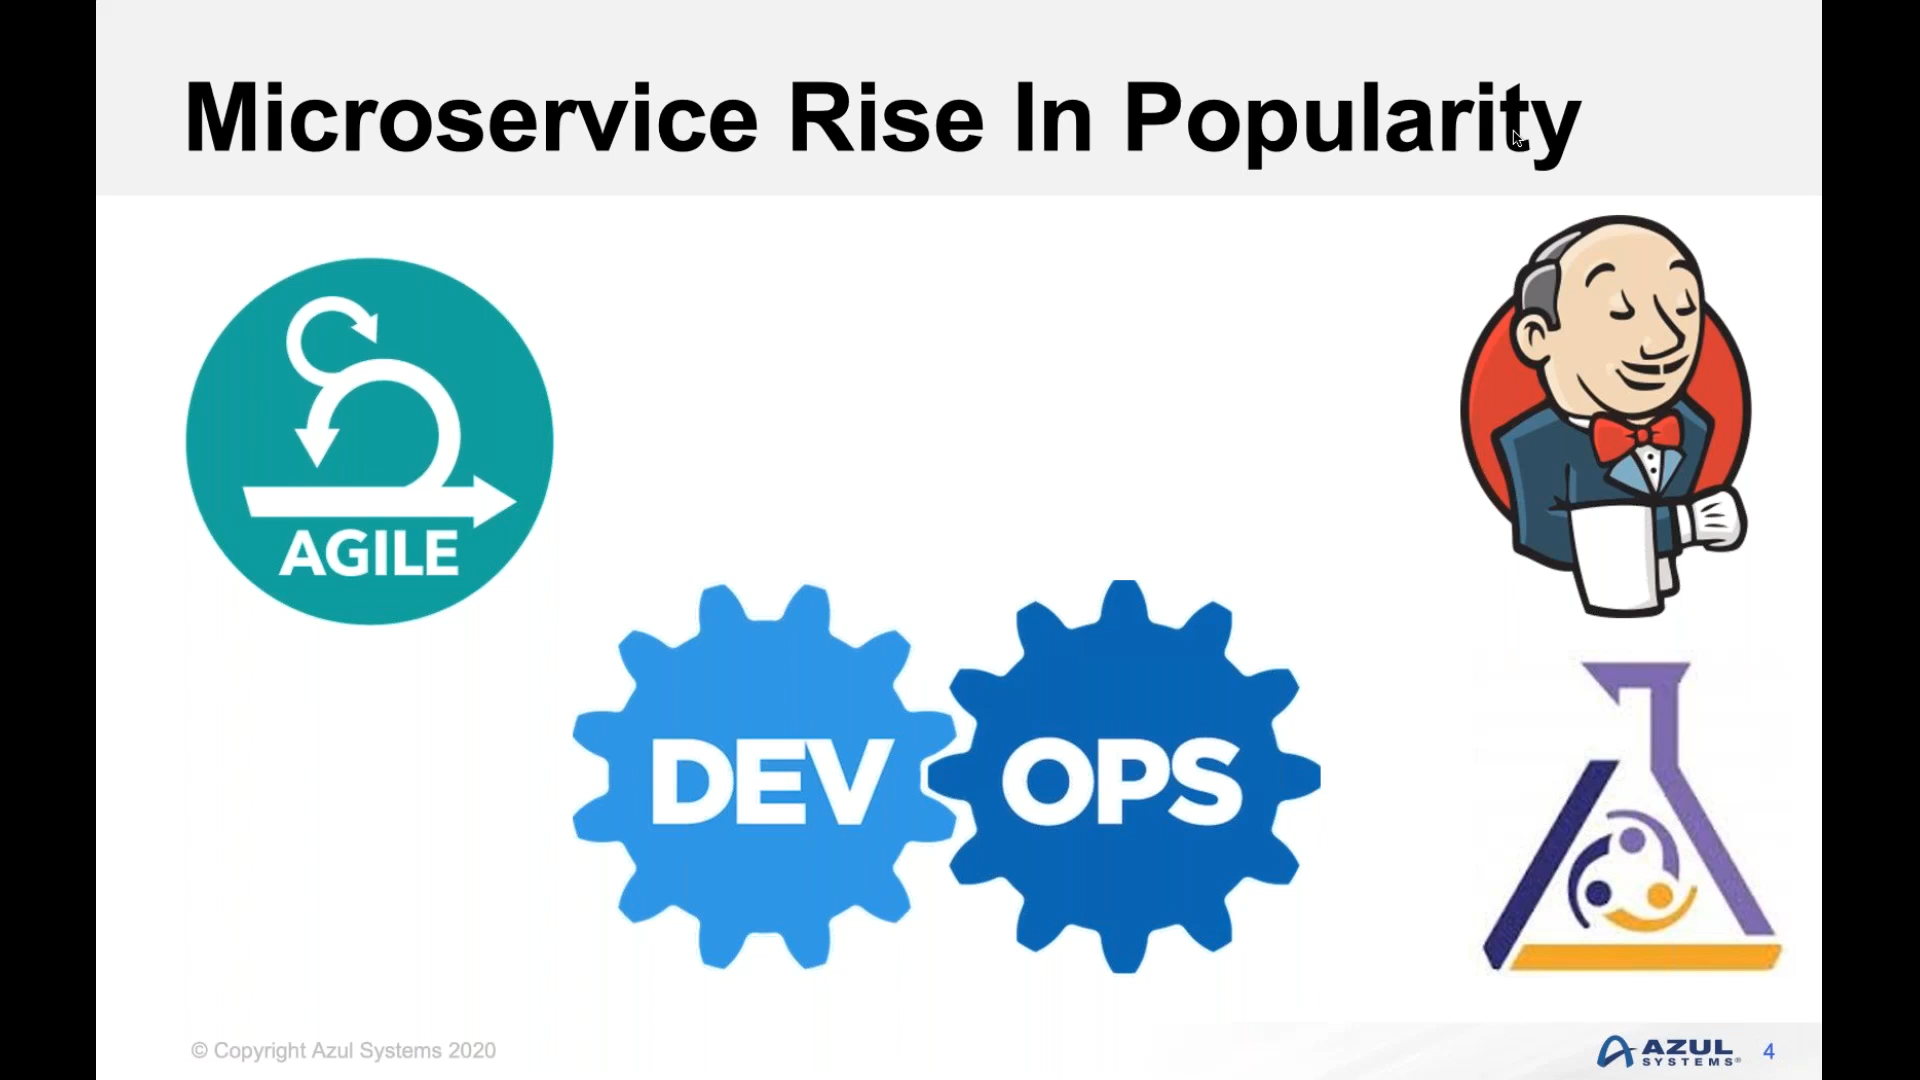 Microservice Rise In Popularity
AGILE
DEV OPS
© Copyright Azul Systems 2020
AZUL
SYSTEMS®
4